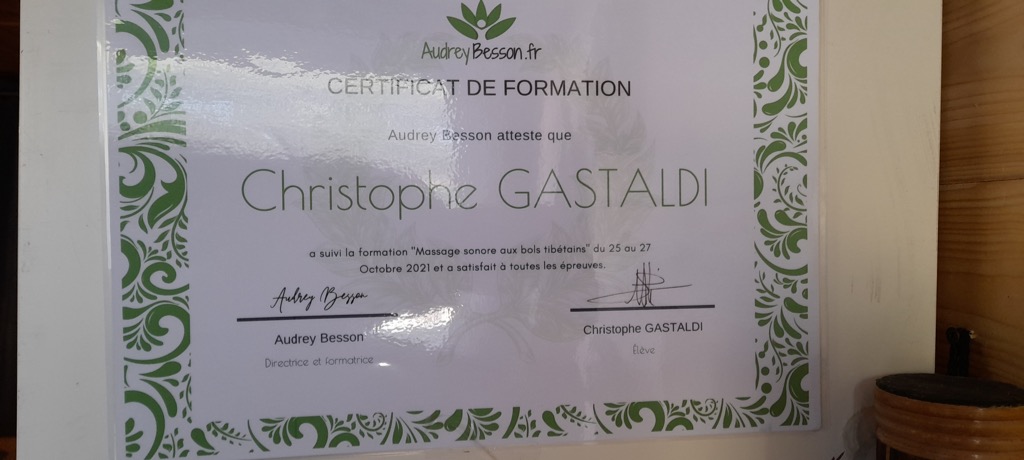 AudreyBesson.fr
CERTIFICAT DE FORMATION
Audrey Besson atteste que
Christophe GASTALDI
a suivi la formation "Massage sonore aux bols tibétains" du 25 au 27
Octobre 2021 et a satisfait à toutes les épreuves.
Audrey Besson
Audrey Besson
Directrice et formatrice
Christophe GASTALDI
Élève